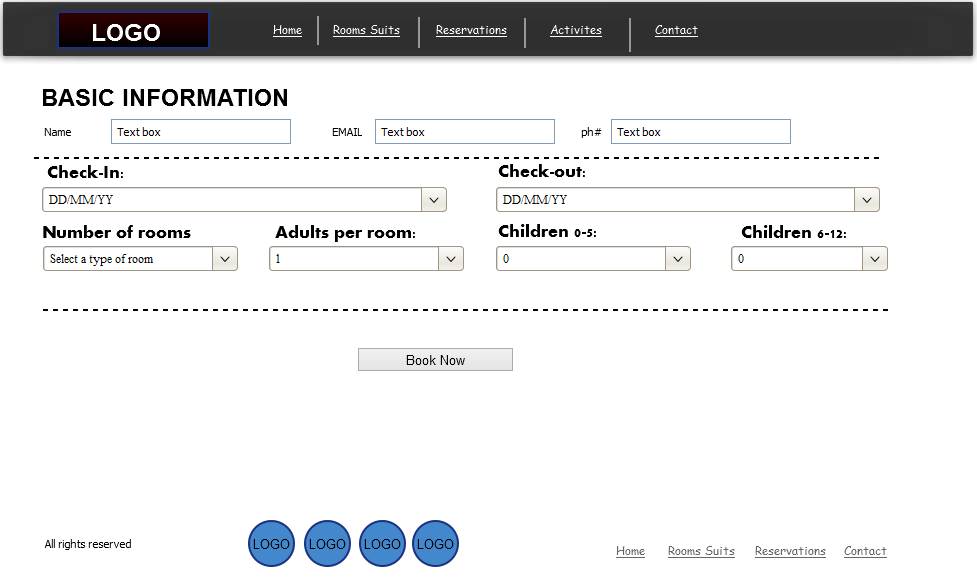 LOGO Home Rooms Suits Reservations Activites Contact
BASIC INFORMATION
Name Text box EMAIL Text box ph# Text box
Check-In: Check-out:
DD/MM/YY DD/MM/YY
Number of rooms Adults per room: Children 0-5: Children 6-12:
Select a type of room 1 0 0
Book Now
All rights reserved LOGO LOGO LOGO LOGO Home Rooms Suits Reservations Contact